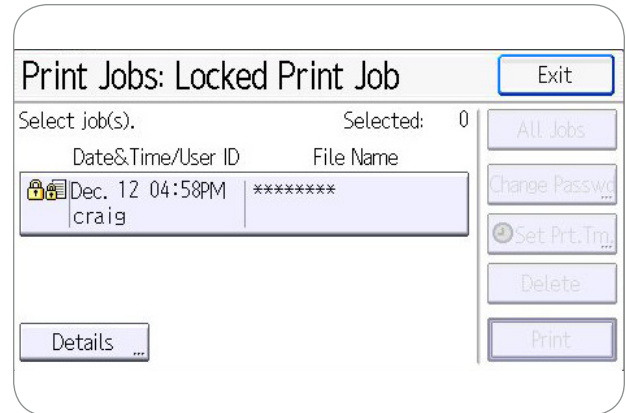 Print Jobs: Locked Print Job
Exit
Select job(s).
Selected: 0
All Jobs
Date&Time/User ID
File Name
Dec. 12 04:58PM
********
craig
Change Passwd
Set Prt.Tm.
Delete
Details
Print